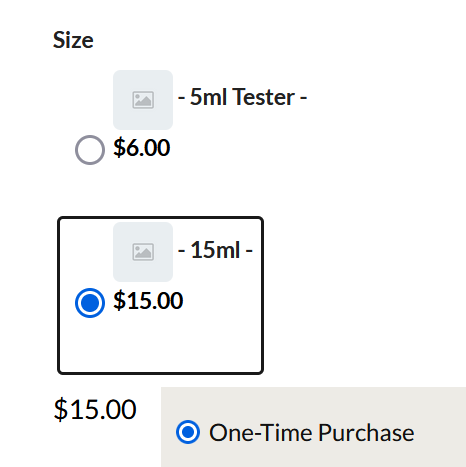 Size
- 5ml Tester -
$6.00
- 15ml -
$15.00
$15.00
One-Time Purchase